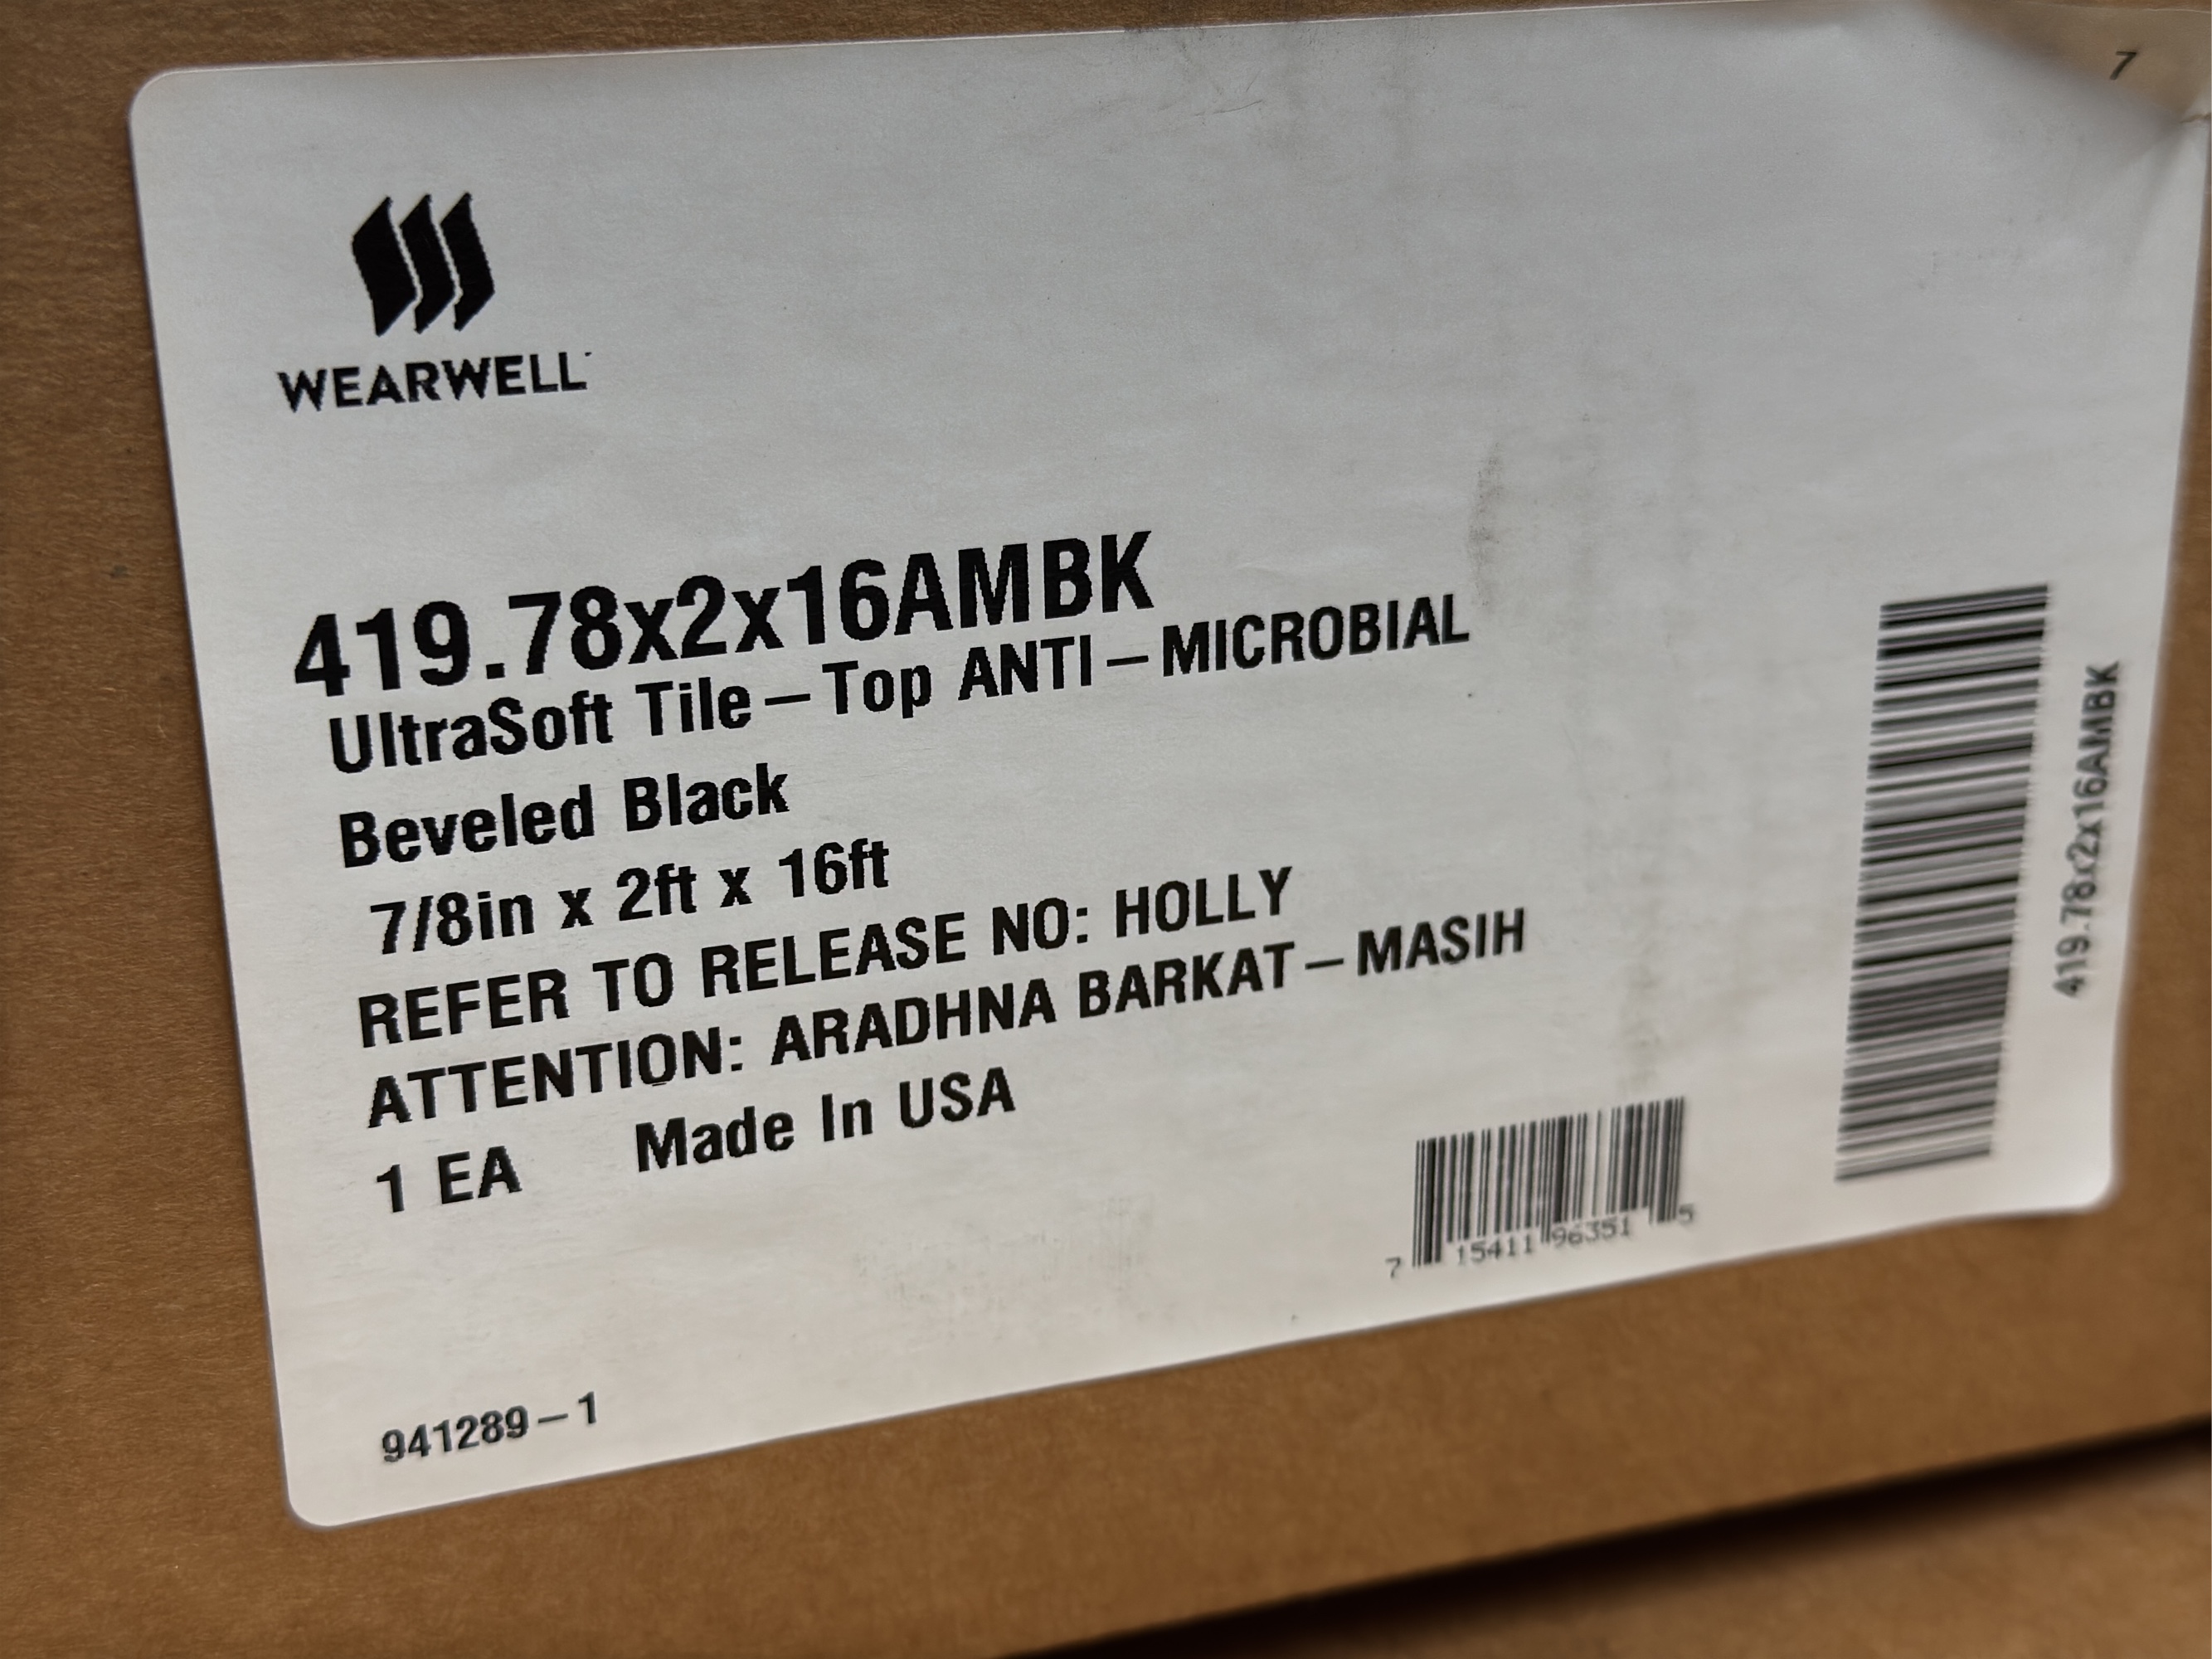 7
WEARWELL
419.78x2x16AMBK
UltraSoft Tile-Top ANTI-MICROBIAL
Beveled Black
7/8in x 2ft x 16ft
REFER TO RELEASE NO: HOLLY
ATTENTION: ARADHNA BARKAT-MASIH
1 EA Made In USA
7 15411 96351 5
419.78x2x16AMBK
941289-1